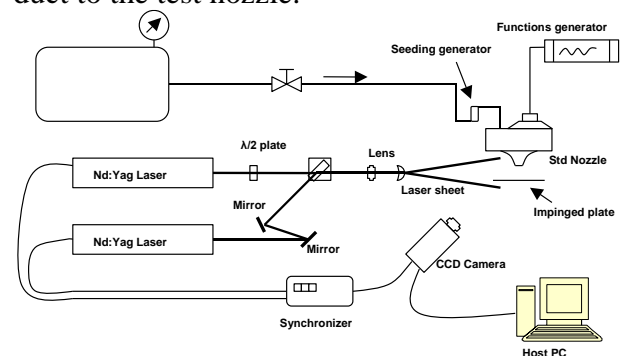 duct to the test nozzle.
Functions generator
Seeding generator
λ/2 plate
Lens
Std Nozzle
Nd:Yag Laser
Laser sheet
Impinged plate
Mirror
Nd:Yag Laser
Mirror
CCD Camera
Synchronizer
Host PC